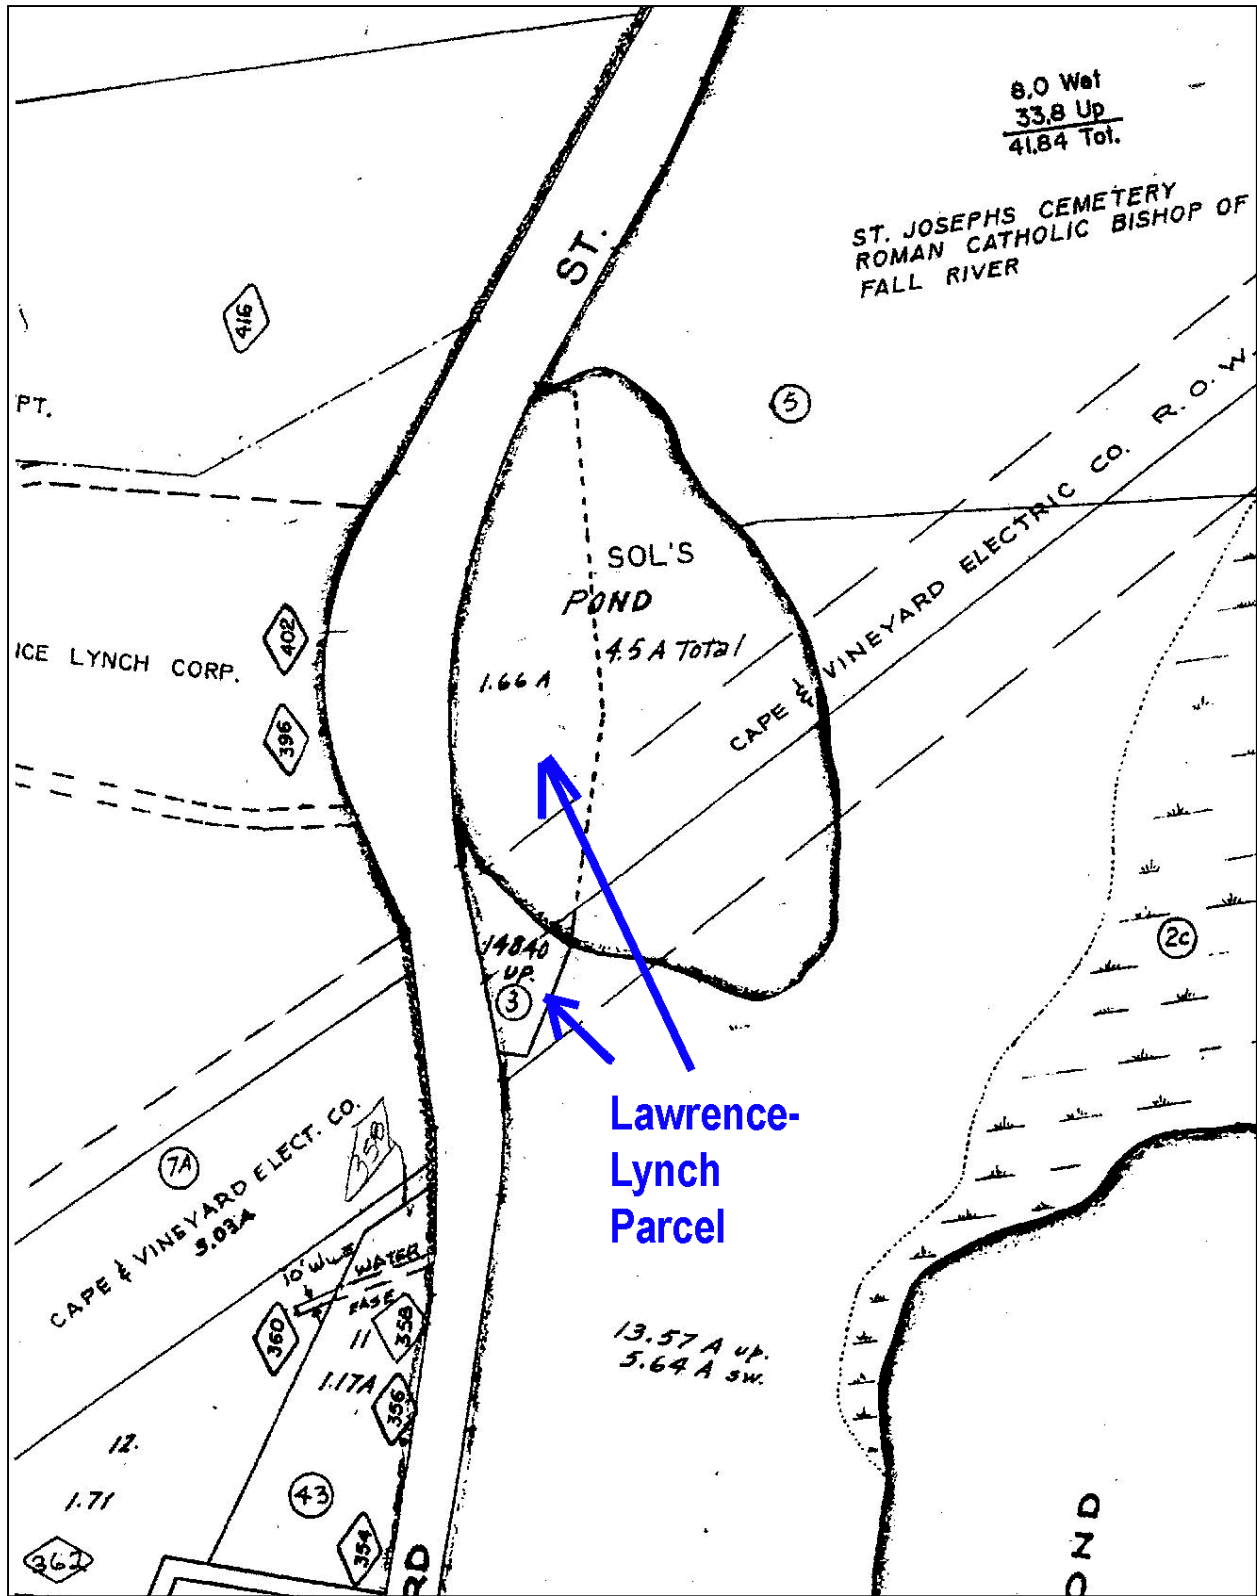 8.0 Wet
33.8 Up
41.84 Tot.
ST. JOSEPHS CEMETERY
ROMAN CATHOLIC BISHOP OF
FALL RIVER
ST.
416
PT.
5
CAPE & VINEYARD ELECTRIC CO. R.O.W.
SOL'S
POND
4.5 A Total
1.66 A
402
ICE LYNCH CORP.
396
14840
UP.
3
2c
Lawrence-
Lynch
Parcel
7A
350
CAPE & VINEYARD ELECT. CO.
5.03A
10' Wide
WATER
EASE
360
11
358
1.17A
356
13.57 A up.
5.64 A sw.
12.
1.71
43
362
354
RD
OND